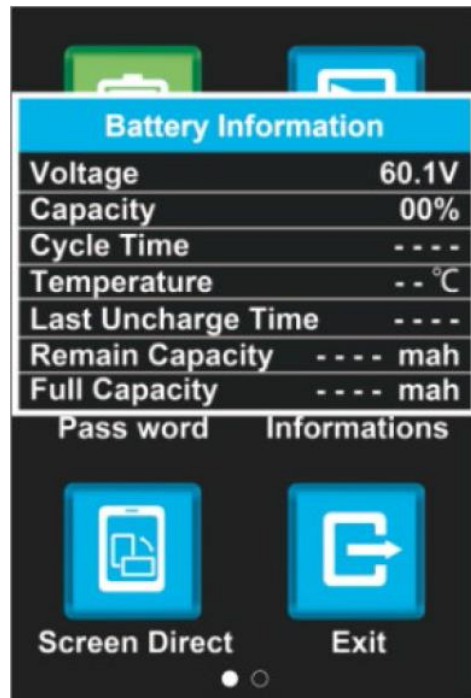 Battery Information
Voltage 60.1V
Capacity 00%
Cycle Time - - - -
Temperature - - °C
Last Uncharge Time - - - -
Remain Capacity - - - - mah
Full Capacity - - - - mah
Pass word Informations
Screen Direct Exit